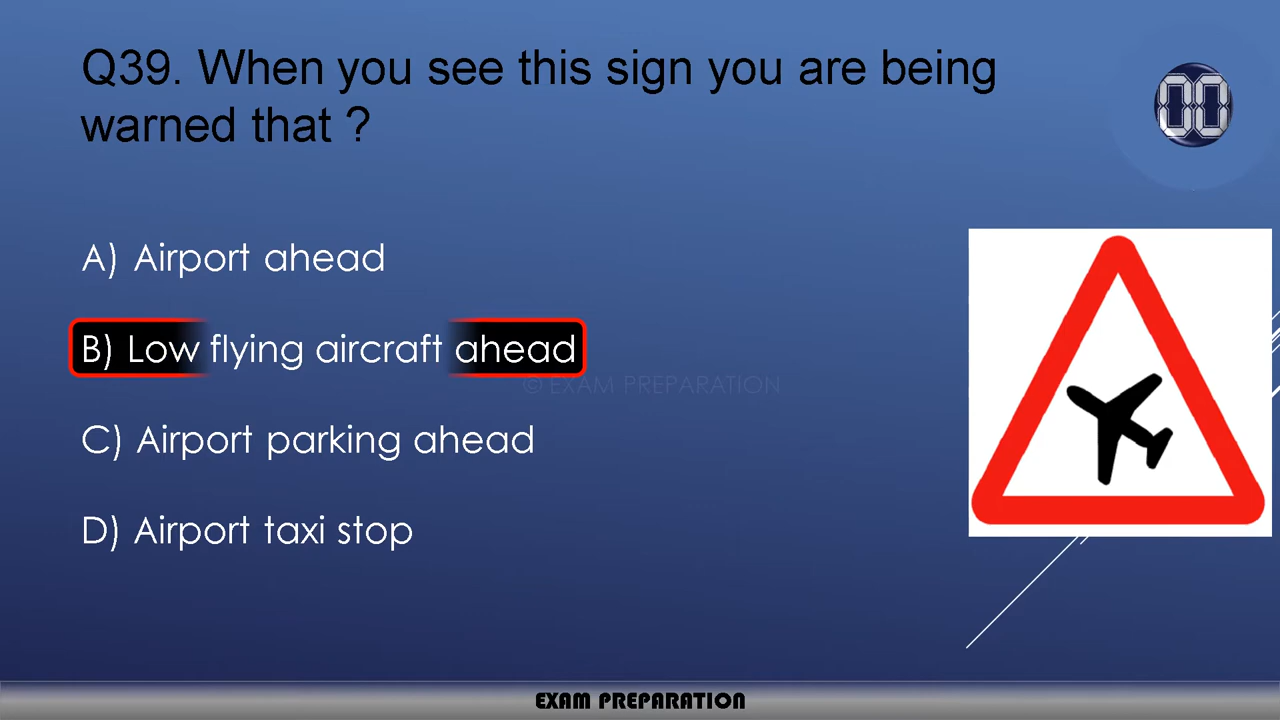 Q39. When you see this sign you are being
warned that ?
00
A) Airport ahead
B) Low flying aircraft ahead
© EXAM PREPARATION
C) Airport parking ahead
D) Airport taxi stop
EXAM PREPARATION